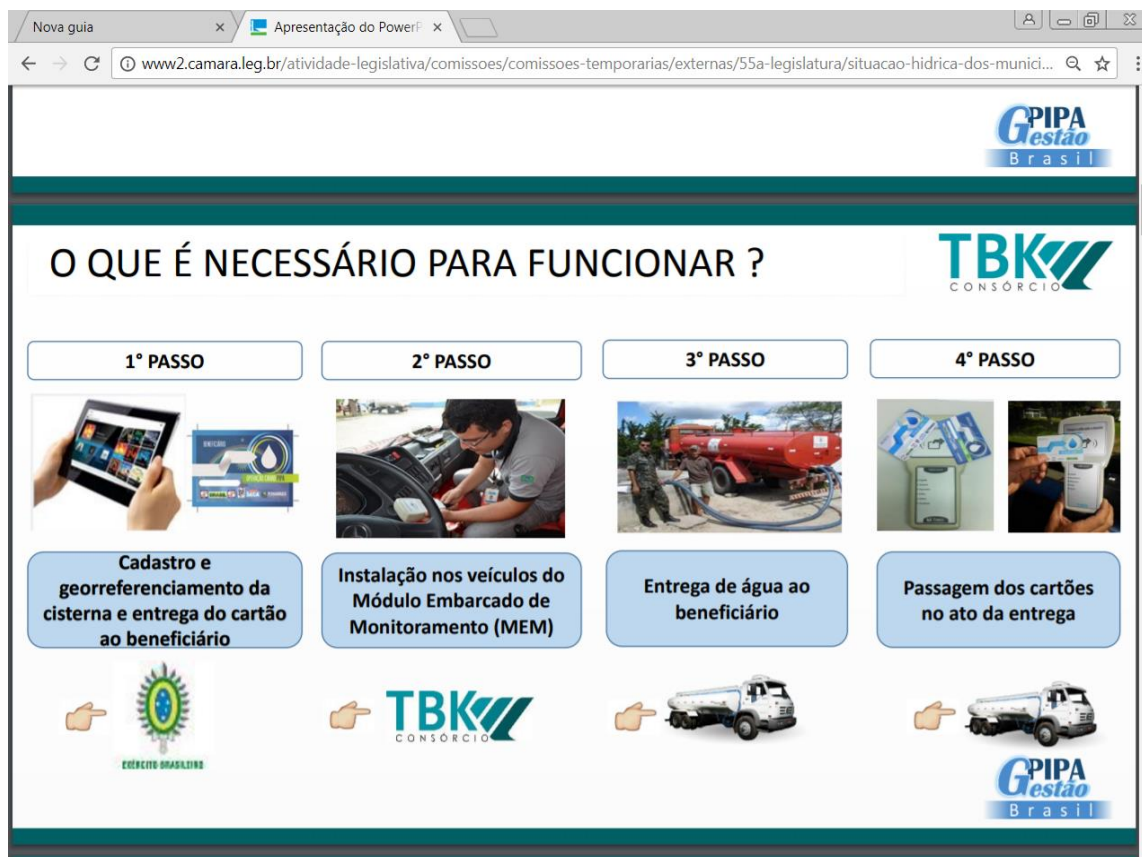 Nova guia
Apresentação do PowerP
www2.camara.leg.br/atividade-legislativa/comissoes/comissoes-temporarias/externas/55a-legislatura/situacao-hidrica-dos-munici...
GPIPA
Gestão
Brasil
O QUE É NECESSÁRIO PARA FUNCIONAR ?
TBK
CONSÓRCIO
1° PASSO
2° PASSO
3° PASSO
4° PASSO
Cadastro e
georreferenciamento da
cisterna e entrega do cartão
ao beneficiário
Instalação nos veículos do
Módulo Embarcado de
Monitoramento (MEM)
Entrega de água ao
beneficiário
Passagem dos cartões
no ato da entrega
EXÉRCITO BRASILEIRO
TBK
CONSÓRCIO
GPIPA
Gestão
Brasil